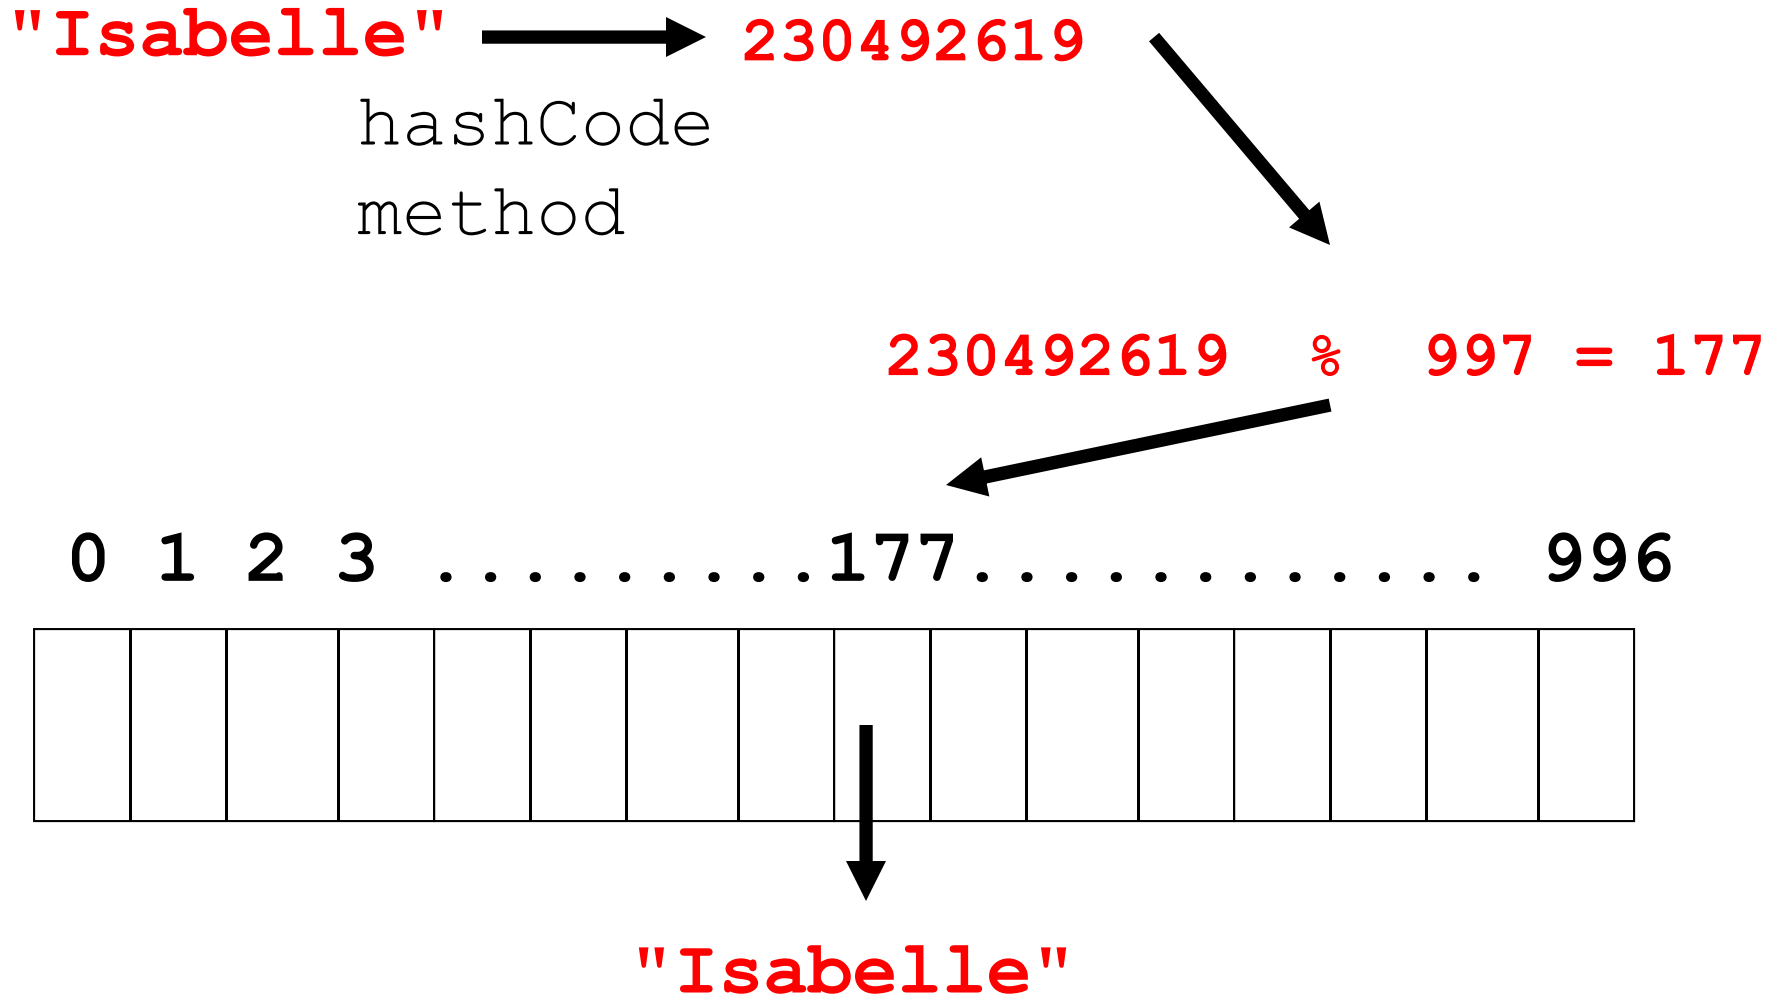 "Isabelle" 230492619
hashCode
method
230492619 % 997 = 177
0 1 2 3 .........177............ 996
"Isabelle"